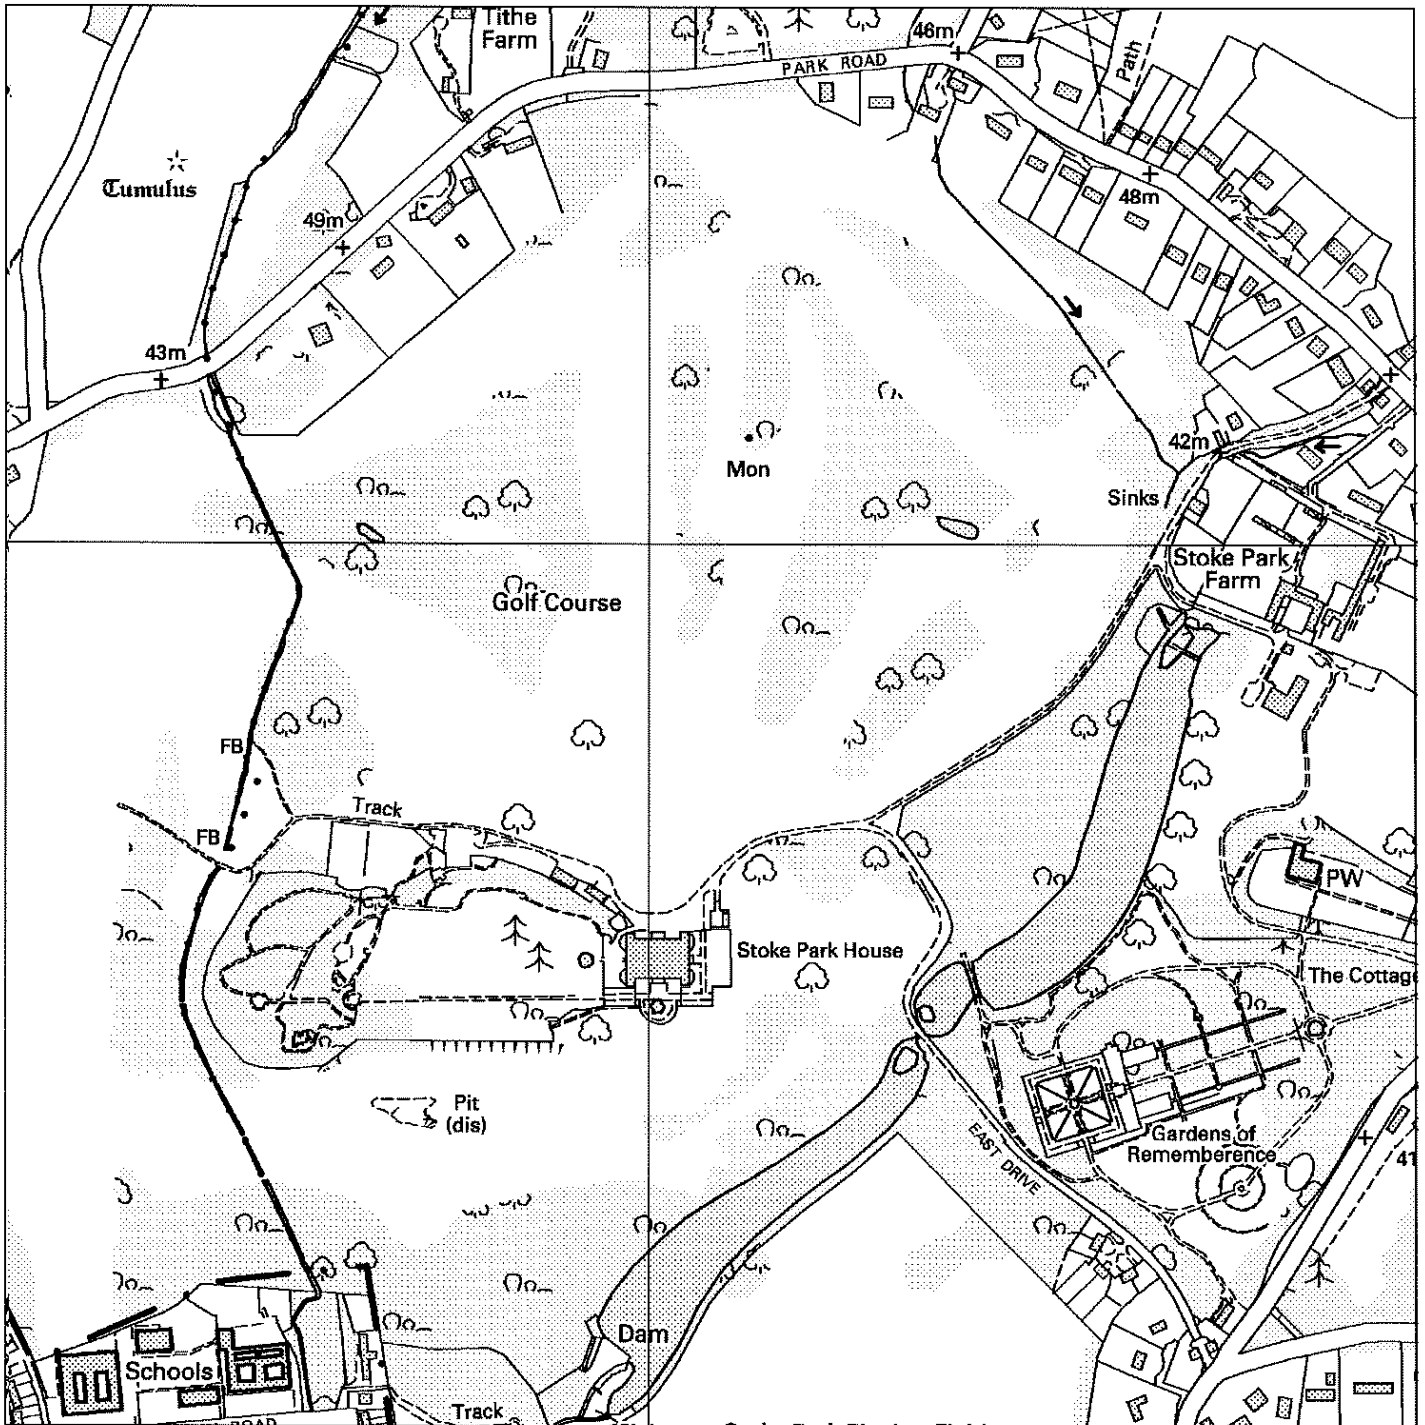 Tithe
Farm
46m
PARK ROAD
Path
Tumulus
49m
48m
43m
42m
Mon
Sinks
Stoke Park
Farm
Golf Course
FB
Track
FB
PW
Stoke Park House
The Cottage
Pit
(dis)
EAST DRIVE
Gardens of
Rememberence
41
Dam
Schools
Track
ROAD